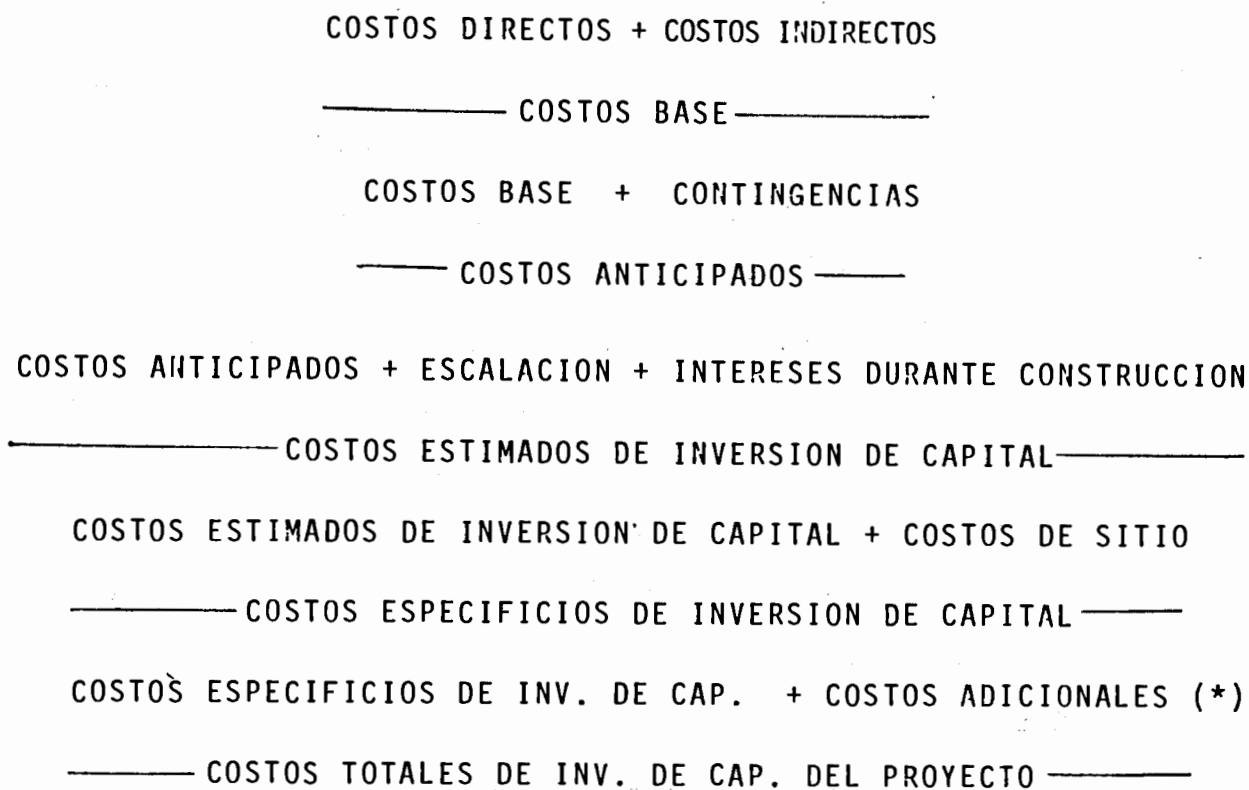 COSTOS DIRECTOS + COSTOS INDIRECTOS
COSTOS BASE
COSTOS BASE + CONTINGENCIAS
COSTOS ANTICIPADOS
COSTOS ANTICIPADOS + ESCALACION + INTERESES DURANTE CONSTRUCCION
COSTOS ESTIMADOS DE INVERSION DE CAPITAL
COSTOS ESTIMADOS DE INVERSION DE CAPITAL + COSTOS DE SITIO
COSTOS ESPECIFICIOS DE INVERSION DE CAPITAL
COSTOS ESPECIFICIOS DE INV. DE CAP. + COSTOS ADICIONALES (*)
COSTOS TOTALES DE INV. DE CAP. DEL PROYECTO